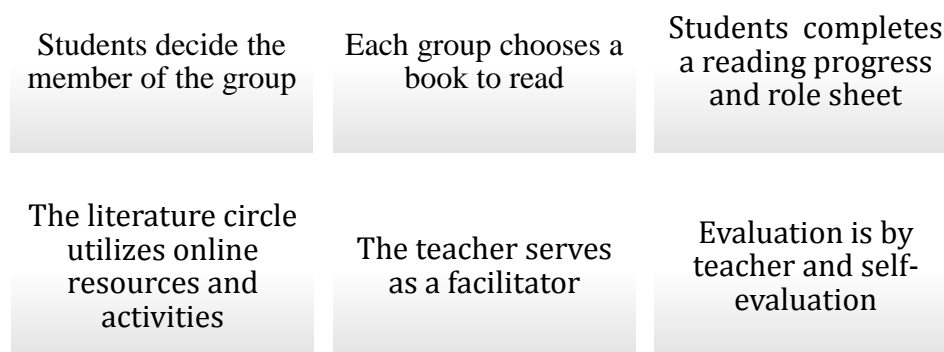 Students decide the
member of the group
Each group chooses a
book to read
Students  completes
a reading progress
and role sheet
The literature circle
utilizes online
resources and
activities
The teacher serves
as a facilitator
Evaluation is by
teacher and self-
evaluation